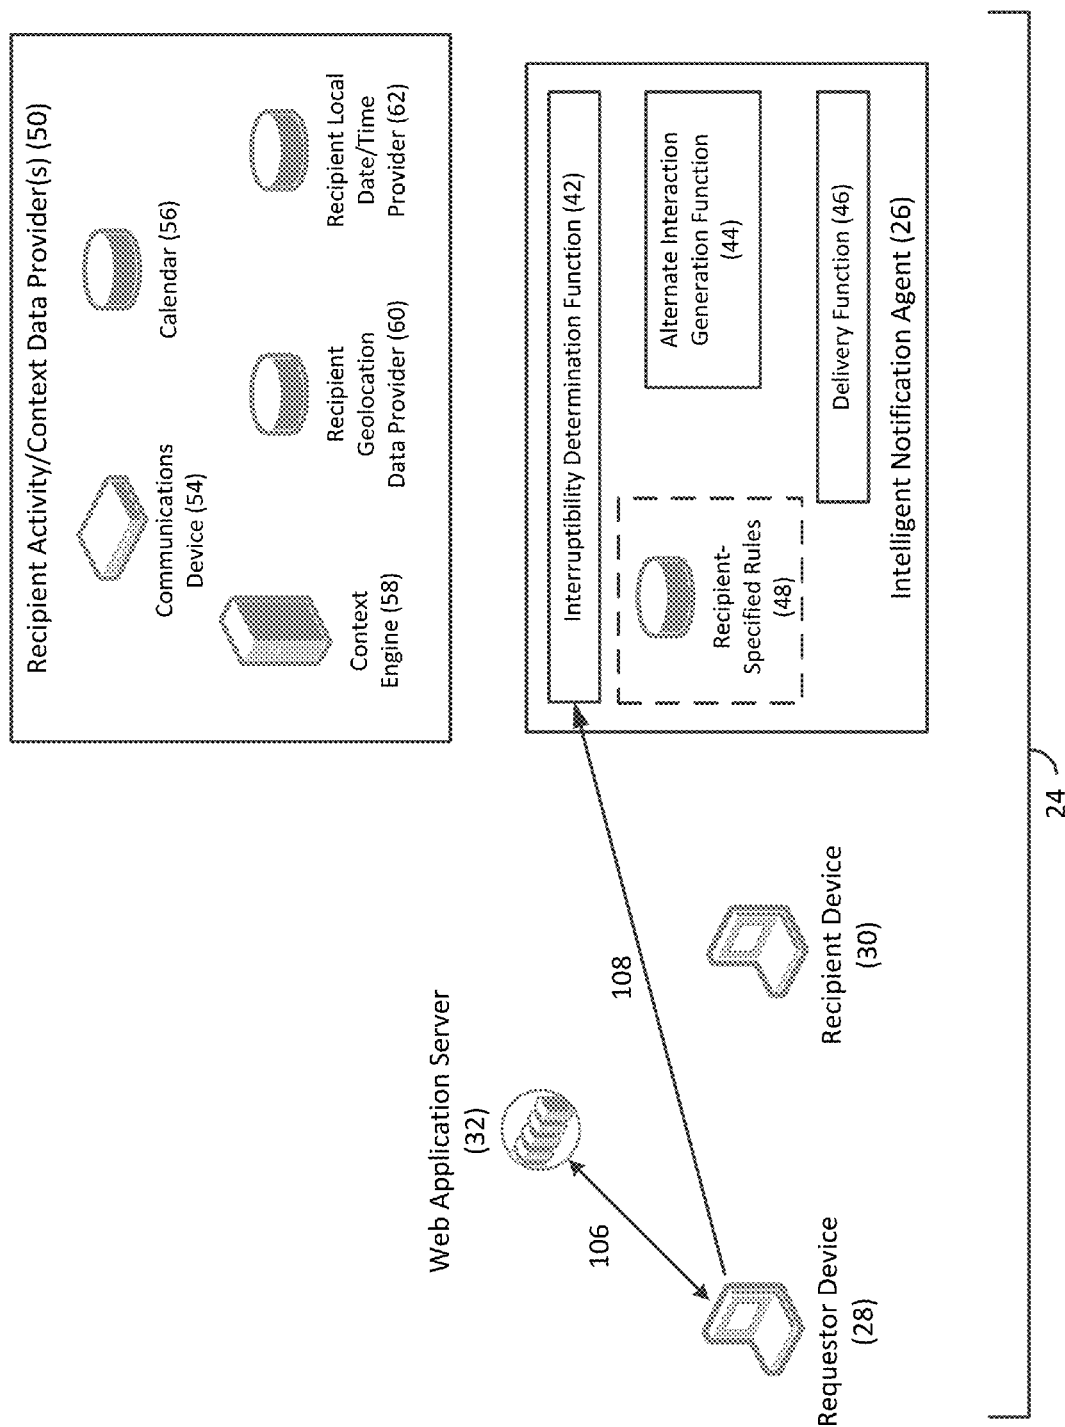 Recipient Activity/Context Data Provider(s) (50)
Communications
Device (54)
Calendar (56)
Context
Engine (58)
Recipient
Geolocation
Data Provider (60)
Recipient Local
Date/Time
Provider (62)
Web Application Server
(32)
106
108
Requestor Device
(28)
Recipient Device
(30)
Interruptibility Determination Function (42)
Recipient-
Specified Rules
(48)
Alternate Interaction
Generation Function
(44)
Delivery Function (46)
Intelligent Notification Agent (26)
24